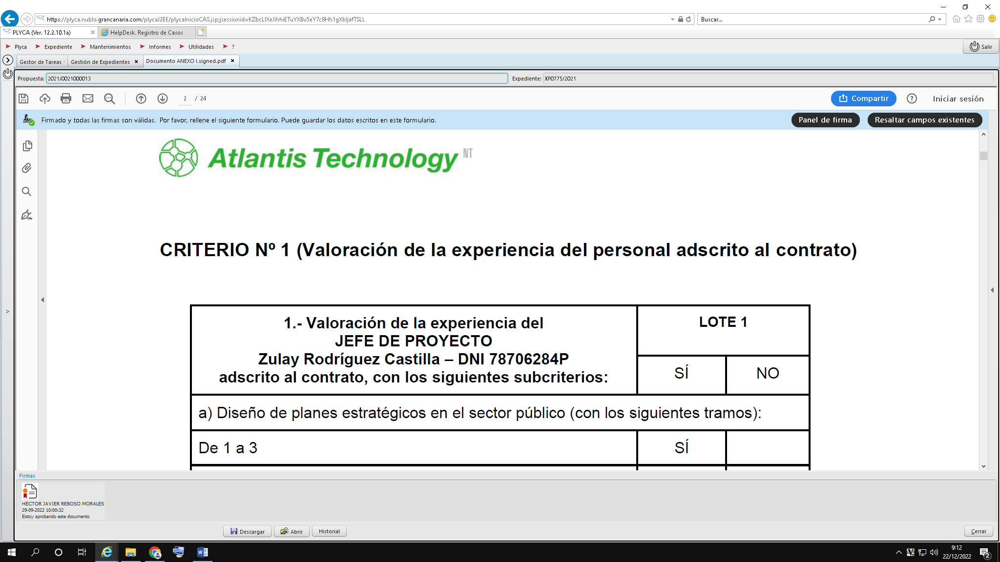 https://plyca.nublo.grancanaria.com/plycaJ2EE/plycaInicioCAS.jsp;jsessionid=KZbcLIXeJihhiETuYXBv5eY7c8Hh1gXbljafTSLL
Buscar...
PLYCA (Ver. 12.2.10.1a)
HelpDesk. Registro de Casos
Plyca Expediente Mantenimientos Informes Utilidades ?
Salir
Gestor de Tareas
Gestión de Expedientes
Documento ANEXO I.signed.pdf
Propuesta: 2021/0021000013
Expediente: XP0775/2021
2 / 24
Compartir
Iniciar sesión
Firmado y todas las firmas son válidas. Por favor, rellene el siguiente formulario. Puede guardar los datos escritos en este formulario.
Panel de firma
Resaltar campos existentes
Atlantis Technology NT
CRITERIO Nº 1 (Valoración de la experiencia del personal adscrito al contrato)
1.- Valoración de la experiencia del
JEFE DE PROYECTO
Zulay Rodríguez Castilla – DNI 78706284P
adscrito al contrato, con los siguientes subcriterios:
LOTE 1
SÍ
NO
a) Diseño de planes estratégicos en el sector público (con los siguientes tramos):
De 1 a 3
SÍ
Firmas
HÉCTOR JAVIER REBOSO MORALES
29-09-2022 10:00:32
Estoy aprobando este documento
Descargar
Abrir
Historial
Cerrar
9:12
22/12/2022
2